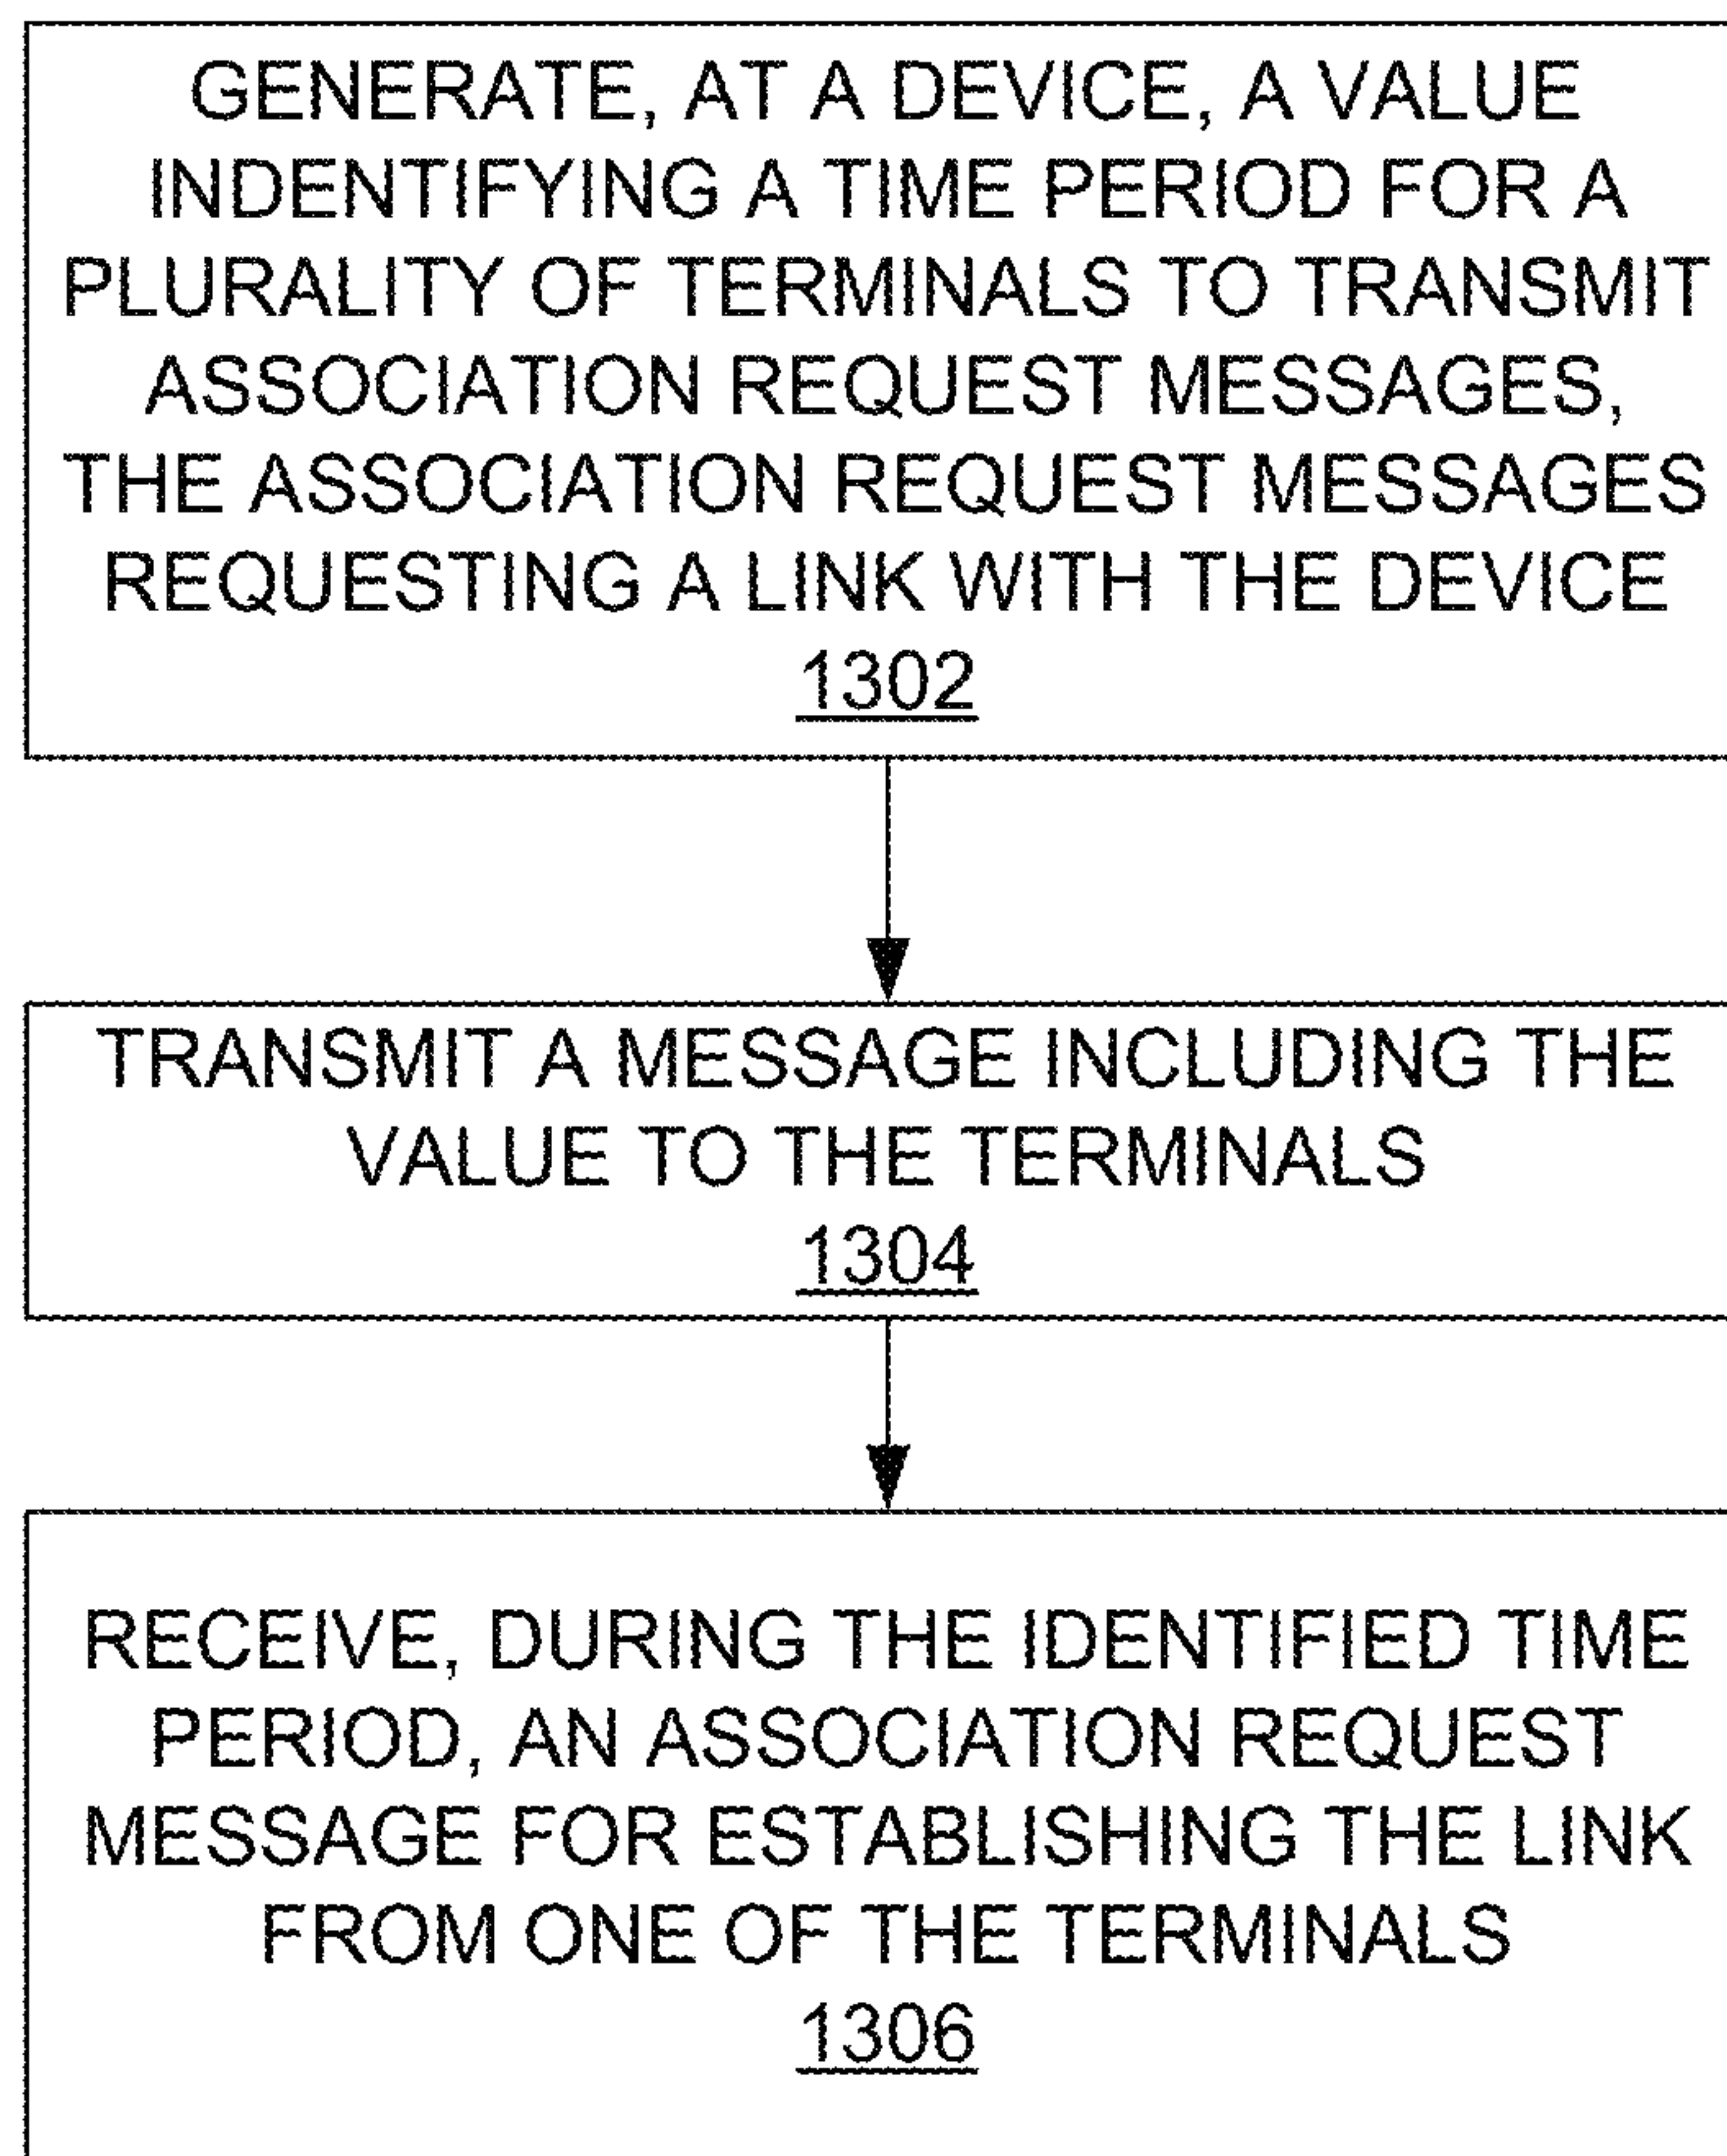 GENERATE, AT A DEVICE, A VALUE
INDENTIFYING A TIME PERIOD FOR A
PLURALITY OF TERMINALS TO TRANSMIT
ASSOCIATION REQUEST MESSAGES,
THE ASSOCIATION REQUEST MESSAGES
REQUESTING A LINK WITH THE DEVICE
1302
TRANSMIT A MESSAGE INCLUDING THE
VALUE TO THE TERMINALS
1304
RECEIVE, DURING THE IDENTIFIED TIME
PERIOD, AN ASSOCIATION REQUEST
MESSAGE FOR ESTABLISHING THE LINK
FROM ONE OF THE TERMINALS
1306